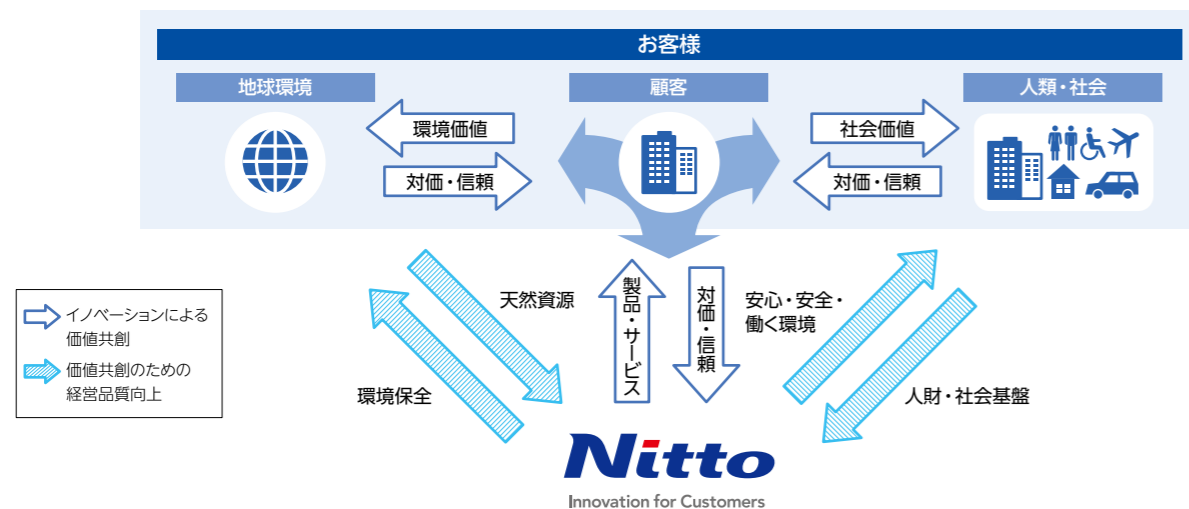 お客様
地球環境
顧客
人類・社会
環境価値
対価・信頼
社会価値
対価・信頼
天然資源
環境保全
製品・サービス
対価・信頼
安心・安全・
働く環境
人財・社会基盤
イノベーションによる
価値共創
価値共創のための
経営品質向上
Nitto
Innovation for Customers